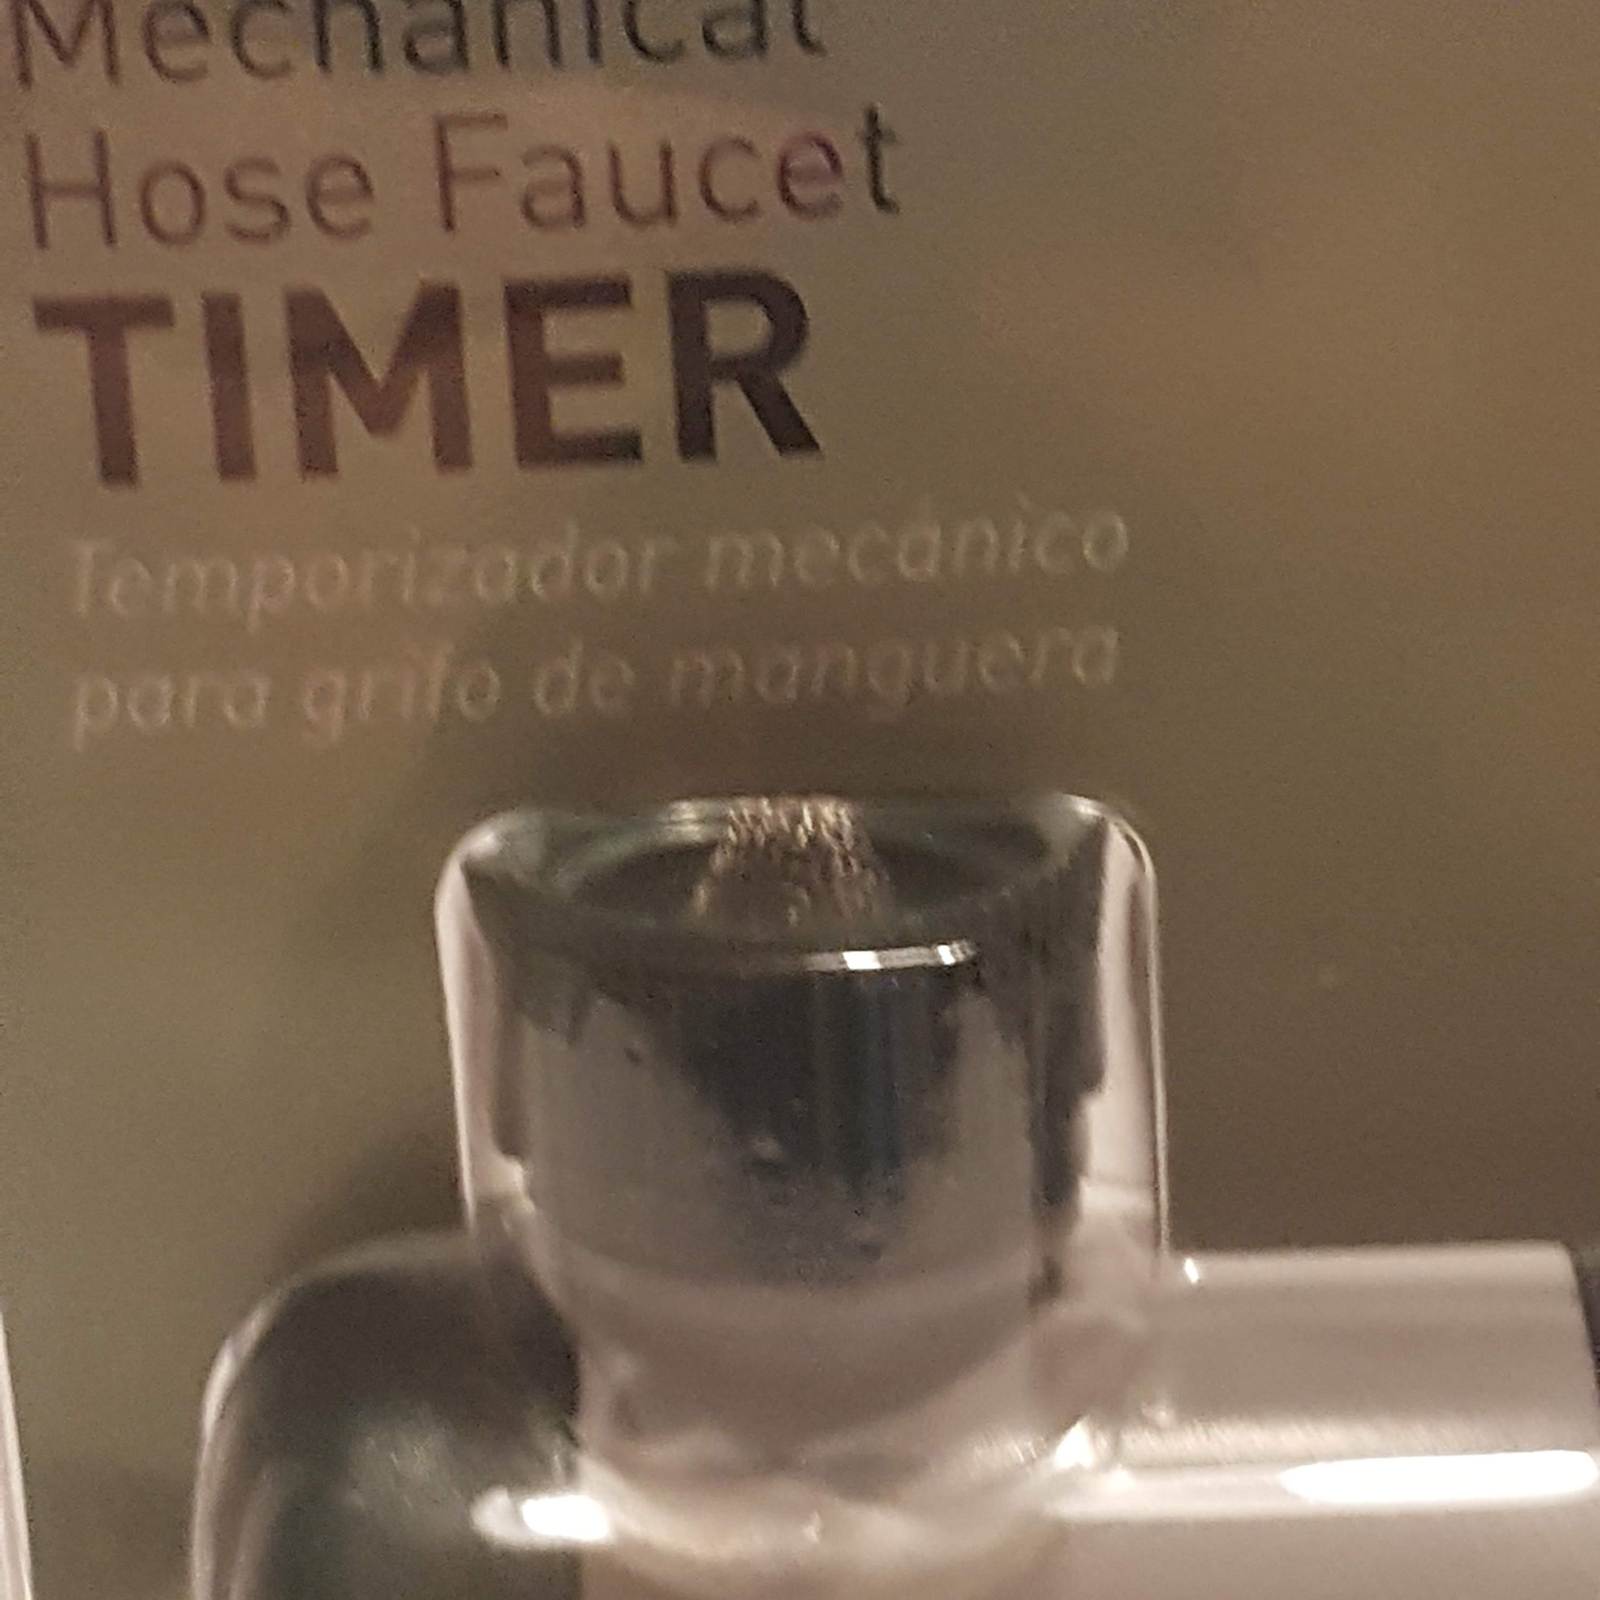 Mechanical
Hose Faucet
TIMER
Temporizador mecánico
para grifo de manguera